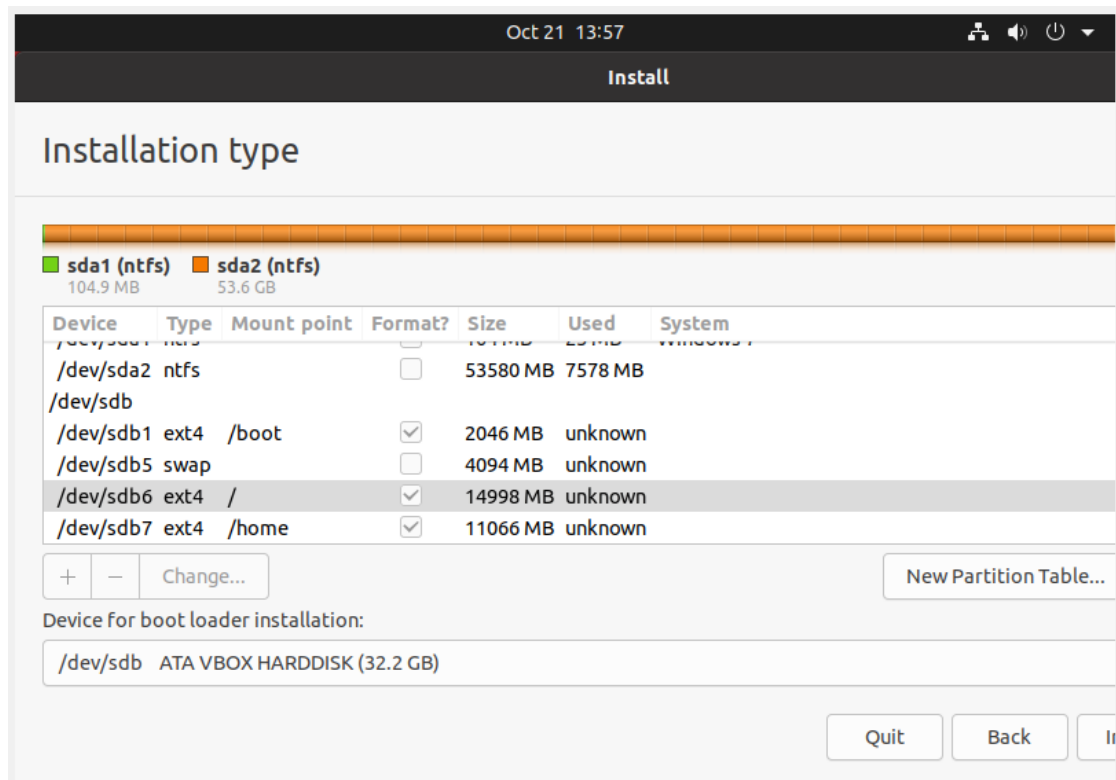 Oct 21 13:57
Install
Installation type
sda1 (ntfs) sda2 (ntfs)
104.9 MB 53.6 GB
Device Type Mount point Format? Size Used System
/dev/sda2 ntfs 53580 MB 7578 MB
/dev/sdb
/dev/sdb1 ext4 /boot 2046 MB unknown
/dev/sdb5 swap 4094 MB unknown
/dev/sdb6 ext4 / 14998 MB unknown
/dev/sdb7 ext4 /home 11066 MB unknown
+ − Change... New Partition Table...
Device for boot loader installation:
/dev/sdb ATA VBOX HARDDISK (32.2 GB)
Quit Back